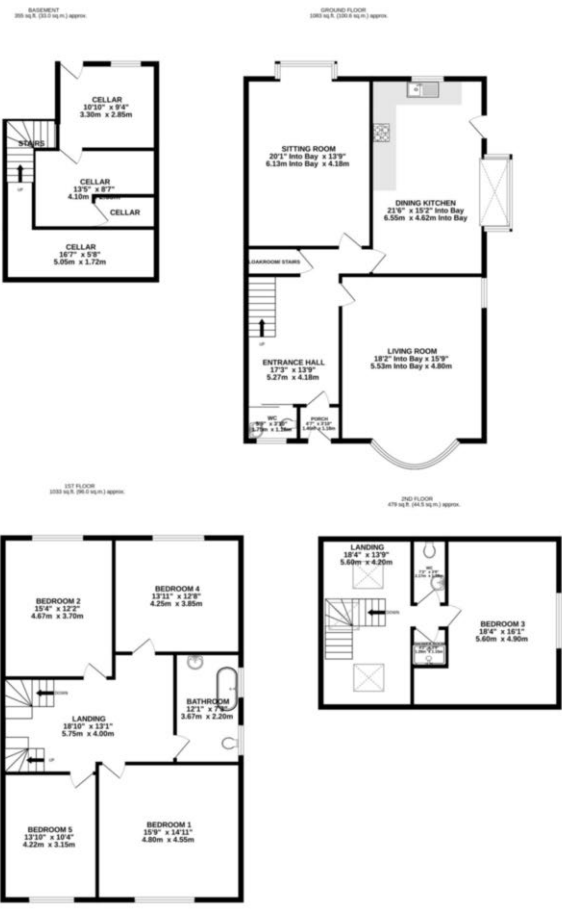 BASEMENT
355 sq.ft. (33.0 sq.m.) approx.
GROUND FLOOR
1083 sq.ft. (100.6 sq.m.) approx.
CELLAR
10'10" x 9'4"
3.30m x 2.85m
STAIRS
UP
CELLAR
13'5" x 8'7"
4.10m x
CELLAR
CELLAR
16'7" x 5'8"
5.05m x 1.72m
SITTING ROOM
20'1" Into Bay x 13'9"
6.13m Into Bay x 4.18m
DINING KITCHEN
21'6" x 15'2" Into Bay
6.55m x 4.62m Into Bay
LOAKROOM/ STAIRS
UP
ENTRANCE HALL
17'3" x 13'9"
5.27m x 4.18m
LIVING ROOM
18'2" Into Bay x 15'9"
5.53m Into Bay x 4.80m
WC
PORCH
1ST FLOOR
1033 sq.ft. (96.0 sq.m.) approx.
2ND FLOOR
479 sq.ft. (44.5 sq.m.) approx.
BEDROOM 2
15'4" x 12'2"
4.67m x 3.70m
BEDROOM 4
13'11" x 12'8"
4.25m x 3.85m
DOWN
LANDING
18'10" x 13'1"
5.75m x 4.00m
UP
BATHROOM
12'1" x 7'3"
3.67m x 2.20m
BEDROOM 5
13'10" x 10'4"
4.22m x 3.15m
BEDROOM 1
15'9" x 14'11"
4.80m x 4.55m
LANDING
18'4" x 13'9"
5.60m x 4.20m
WC
DOWN
BEDROOM 3
18'4" x 16'1"
5.60m x 4.90m